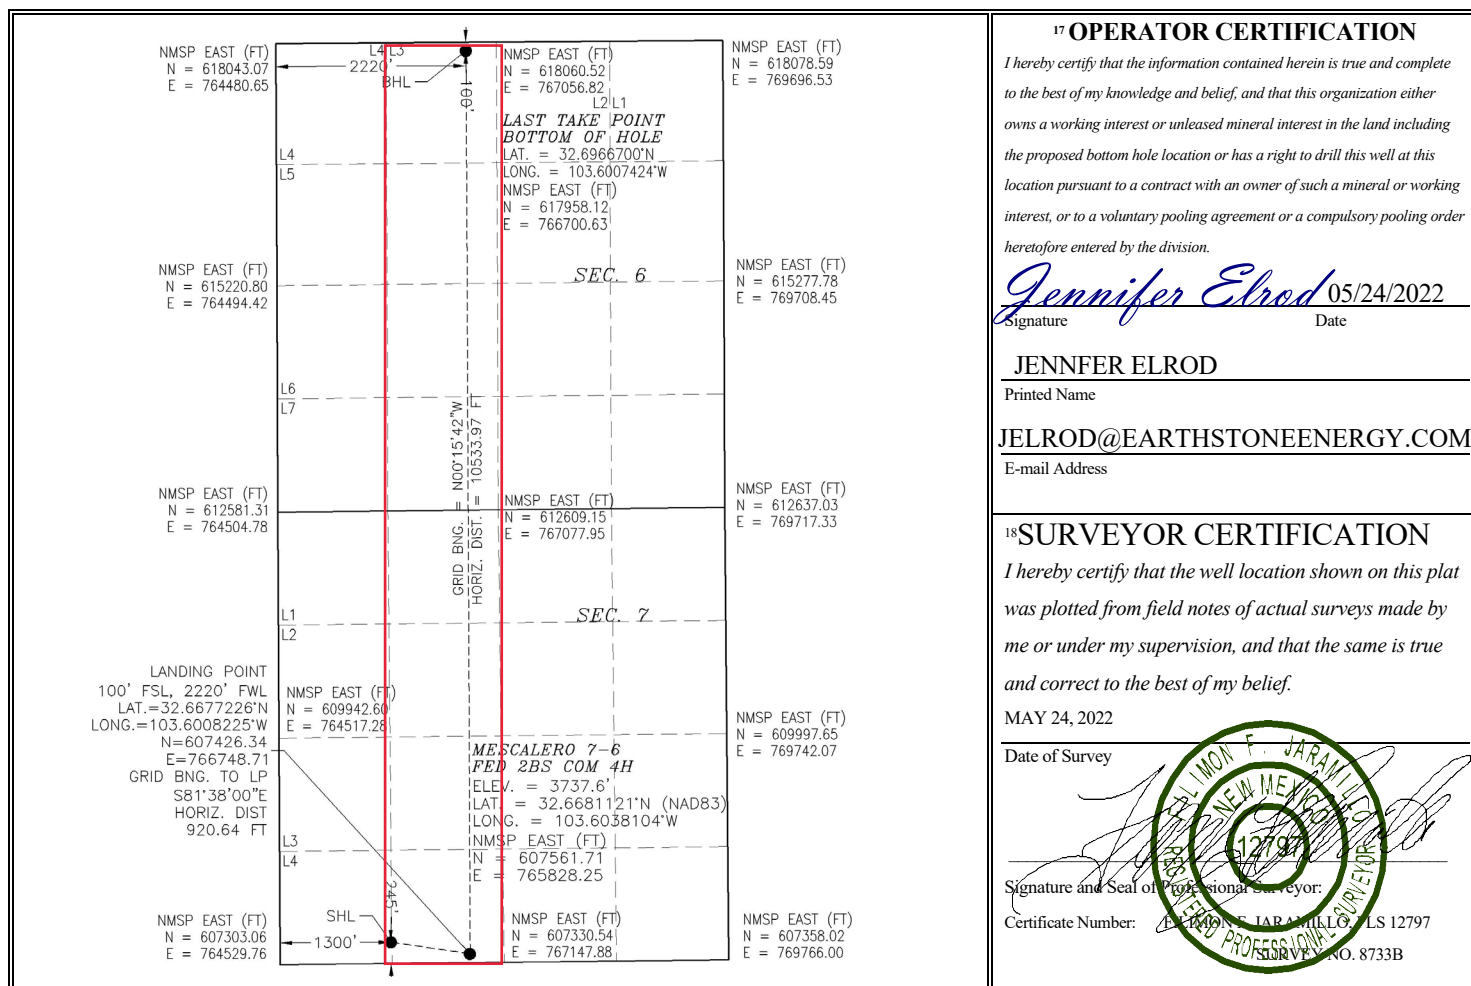 NMSP EAST (FT)
N = 618043.07
E = 764480.65
L4 L3
2220'
BHL
100'
NMSP EAST (FT)
N = 618060.52
E = 767056.82
L2 L1
NMSP EAST (FT)
N = 618078.59
E = 769696.53
LAST TAKE POINT
BOTTOM OF HOLE
LAT. = 32.6966700°N
LONG. = 103.6007424°W
NMSP EAST (FT)
N = 617958.12
E = 766700.63
L4
L5
SEC. 6
NMSP EAST (FT)
N = 615220.80
E = 764494.42
NMSP EAST (FT)
N = 615277.78
E = 769708.45
L6
L7
GRID BNG. = N00°15'42"W
HORIZ. DIST. = 10533.97 F
NMSP EAST (FT)
N = 612581.31
E = 764504.78
NMSP EAST (FT)
N = 612609.15
E = 767077.95
NMSP EAST (FT)
N = 612637.03
E = 769717.33
L1
L2
SEC. 7
LANDING POINT
100' FSL, 2220' FWL
LAT.=32.6677226°N
LONG.=103.6008225°W
N=607426.34
E=766748.71
GRID BNG. TO LP
S81°38'00"E
HORIZ. DIST
920.64 FT
NMSP EAST (FT)
N = 609942.60
E = 764517.28
NMSP EAST (FT)
N = 609997.65
E = 769742.07
MESCALERO 7-6
FED 2BS COM 4H
ELEV. = 3737.6'
LAT. = 32.6681121°N (NAD83)
LONG. = 103.6038104°W
NMSP EAST (FT)
N = 607561.71
E = 765828.25
L3
L4
245'
SHL
1300'
NMSP EAST (FT)
N = 607303.06
E = 764529.76
NMSP EAST (FT)
N = 607330.54
E = 767147.88
NMSP EAST (FT)
N = 607358.02
E = 769766.00
17 OPERATOR CERTIFICATION
I hereby certify that the information contained herein is true and complete
to the best of my knowledge and belief, and that this organization either
owns a working interest or unleased mineral interest in the land including
the proposed bottom hole location or has a right to drill this well at this
location pursuant to a contract with an owner of such a mineral or working
interest, or to a voluntary pooling agreement or a compulsory pooling order
heretofore entered by the division.
Jennifer Elrod 05/24/2022
Signature Date
JENNFER ELROD
Printed Name
JELROD@EARTHSTONEENERGY.COM
E-mail Address
18 SURVEYOR CERTIFICATION
I hereby certify that the well location shown on this plat
was plotted from field notes of actual surveys made by
me or under my supervision, and that the same is true
and correct to the best of my belief.
MAY 24, 2022
Date of Survey
FILIMON F. JARAMILLO
NEW MEXICO
12797
REGISTERED PROFESSIONAL SURVEYOR
Signature and Seal of Professional Surveyor:
Certificate Number: FILIMON F. JARAMILLO, PLS 12797
SURVEY NO. 8733B